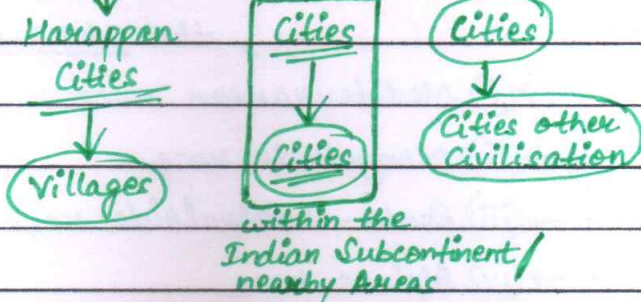 Harappan
Cities
Villages
Cities
Cities
within the
Indian Subcontinent/
nearby Areas
Cities
Cities other
Civilisation